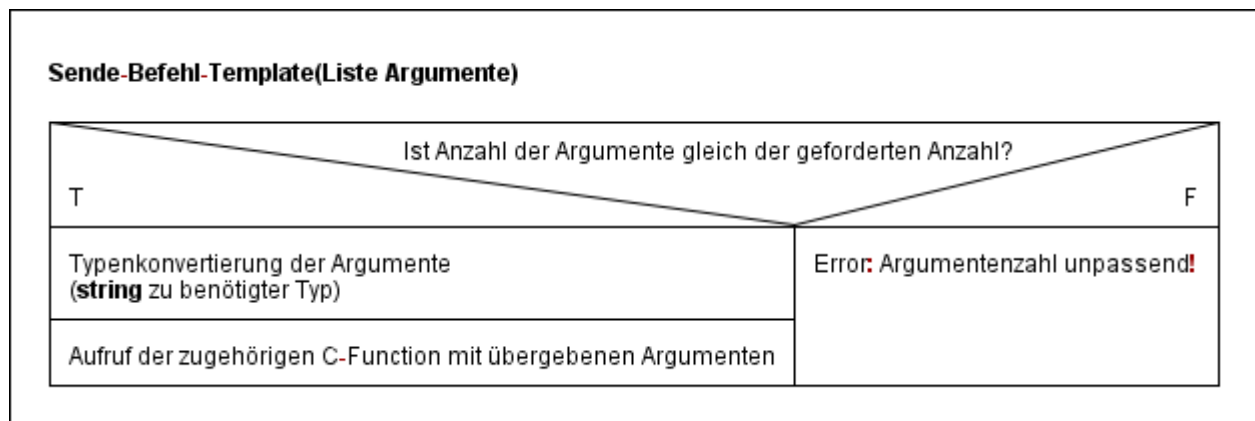 Sende-Befehl-Template(Liste Argumente)
Ist Anzahl der Argumente gleich der geforderten Anzahl?
T
F
Typenkonvertierung der Argumente
(string zu benötigter Typ)
Aufruf der zugehörigen C-Function mit übergebenen Argumenten
Error: Argumentenzahl unpassend!